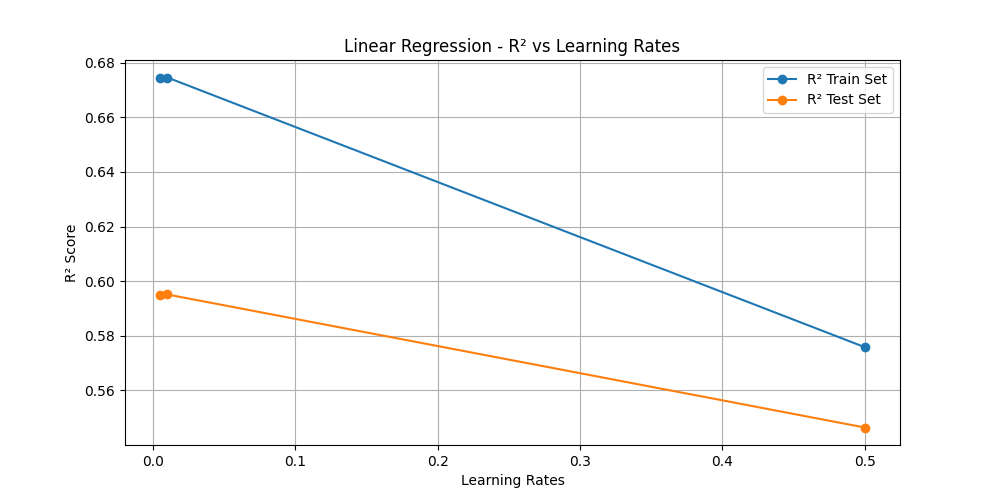 Linear Regression - R² vs Learning Rates
R² Train Set
R² Test Set
0.68
0.66
0.64
0.62
0.60
0.58
0.56
R² Score
0.0 0.1 0.2 0.3 0.4 0.5
Learning Rates